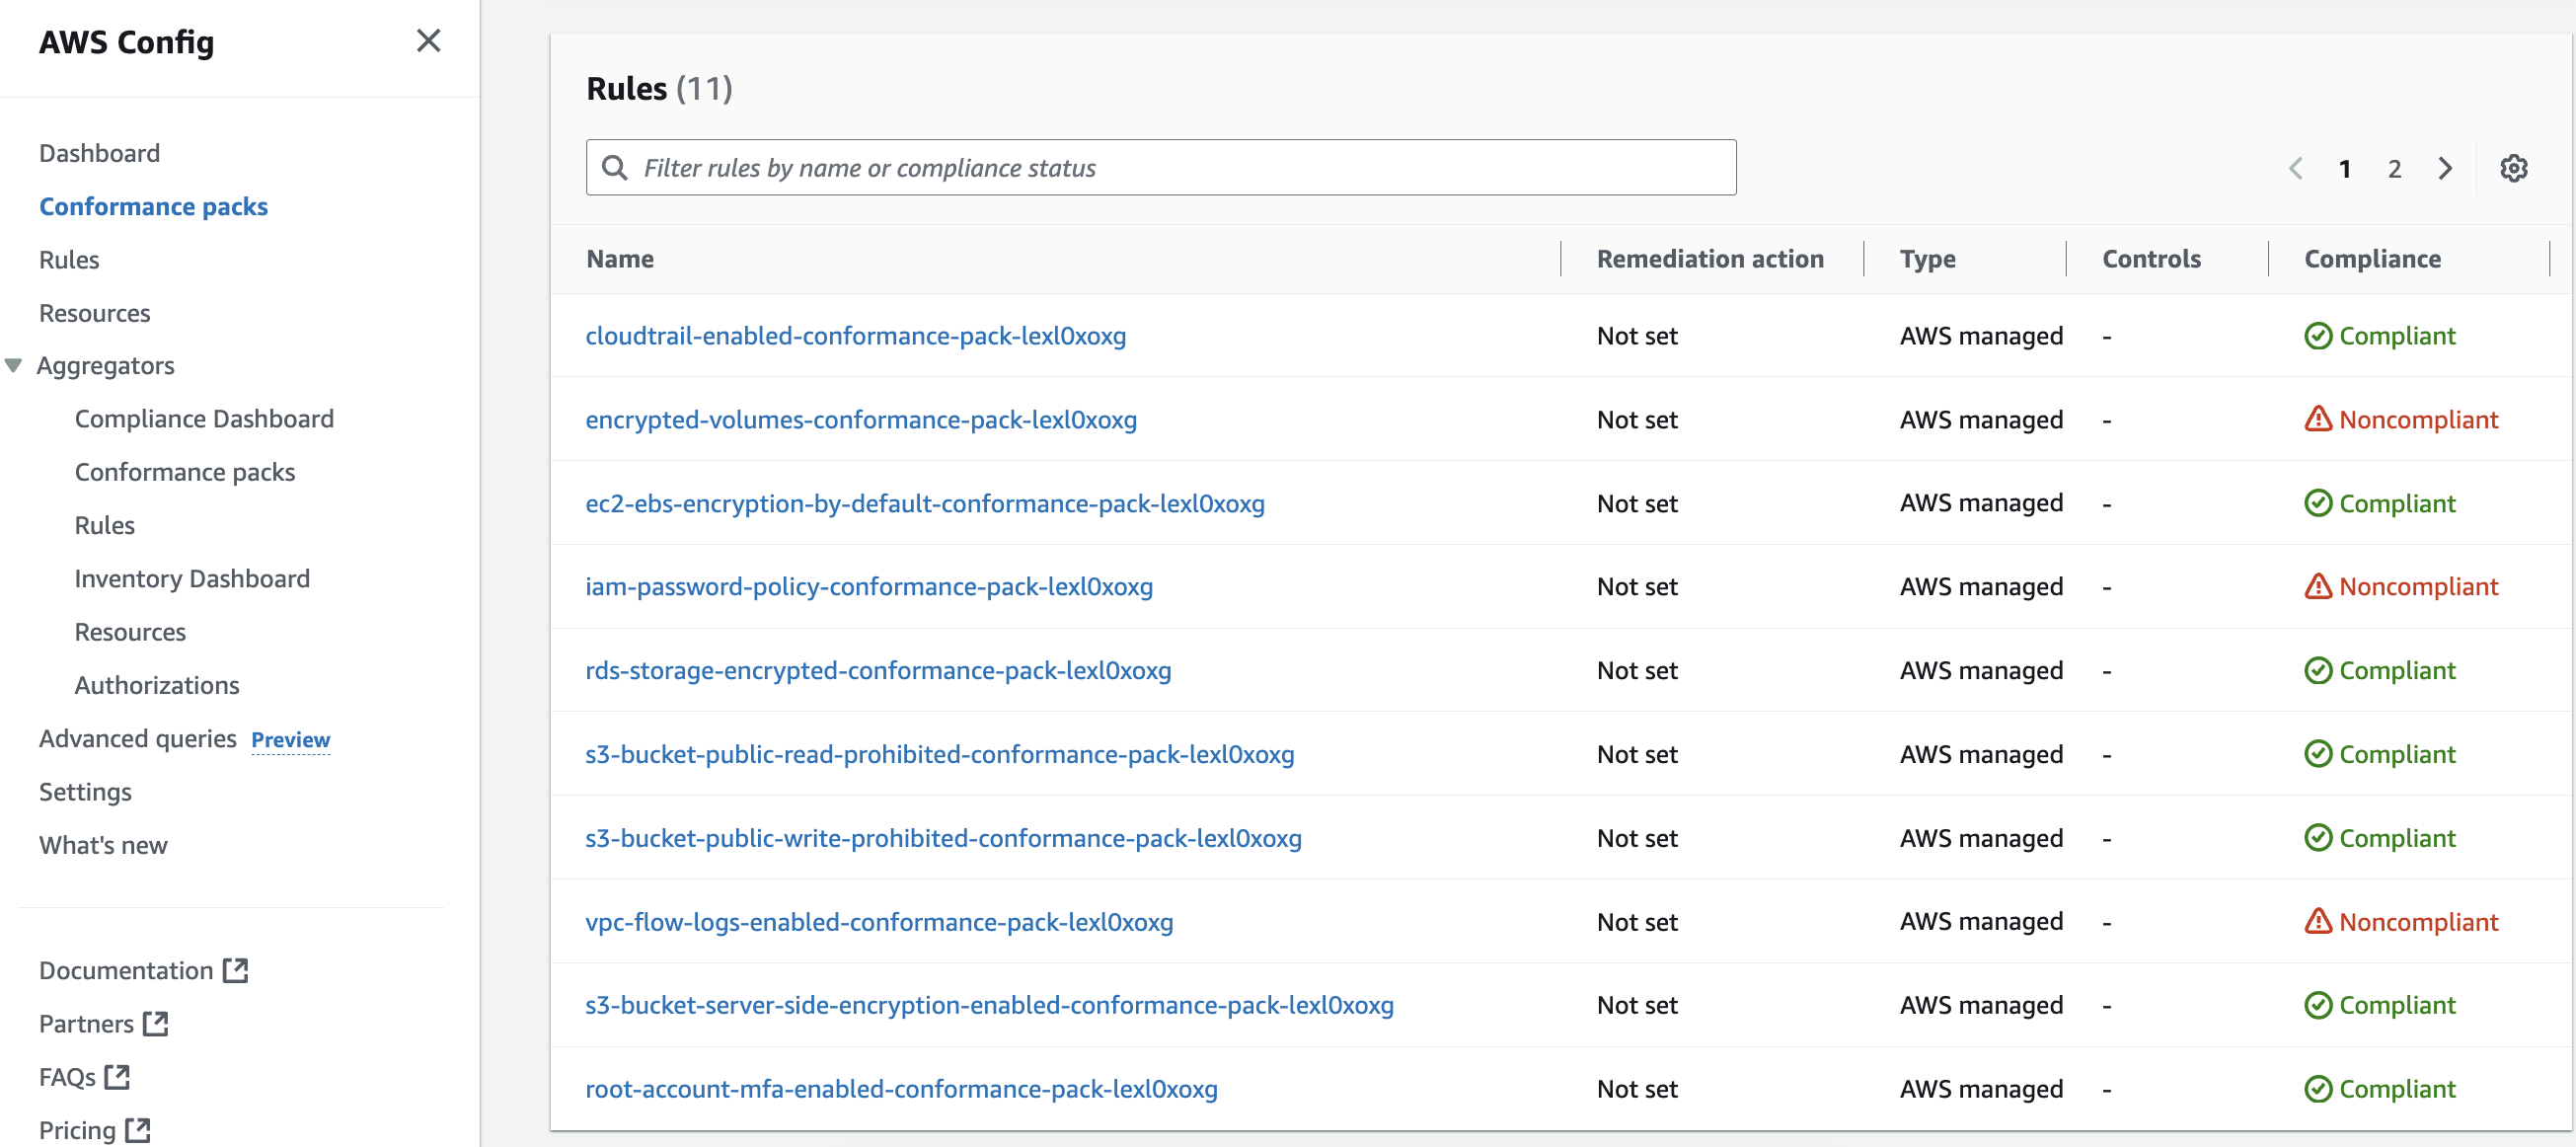 AWS Config
Dashboard
Conformance packs
Rules
Resources
Aggregators
Compliance Dashboard
Conformance packs
Rules
Inventory Dashboard
Resources
Authorizations
Advanced queries Preview
Settings
What's new
Documentation
Partners
FAQs
Pricing
Rules (11)
Filter rules by name or compliance status
1 2
Name Remediation action Type Controls Compliance
cloudtrail-enabled-conformance-pack-lexl0xoxg Not set AWS managed - Compliant
encrypted-volumes-conformance-pack-lexl0xoxg Not set AWS managed - Noncompliant
ec2-ebs-encryption-by-default-conformance-pack-lexl0xoxg Not set AWS managed - Compliant
iam-password-policy-conformance-pack-lexl0xoxg Not set AWS managed - Noncompliant
rds-storage-encrypted-conformance-pack-lexl0xoxg Not set AWS managed - Compliant
s3-bucket-public-read-prohibited-conformance-pack-lexl0xoxg Not set AWS managed - Compliant
s3-bucket-public-write-prohibited-conformance-pack-lexl0xoxg Not set AWS managed - Compliant
vpc-flow-logs-enabled-conformance-pack-lexl0xoxg Not set AWS managed - Noncompliant
s3-bucket-server-side-encryption-enabled-conformance-pack-lexl0xoxg Not set AWS managed - Compliant
root-account-mfa-enabled-conformance-pack-lexl0xoxg Not set AWS managed - Compliant